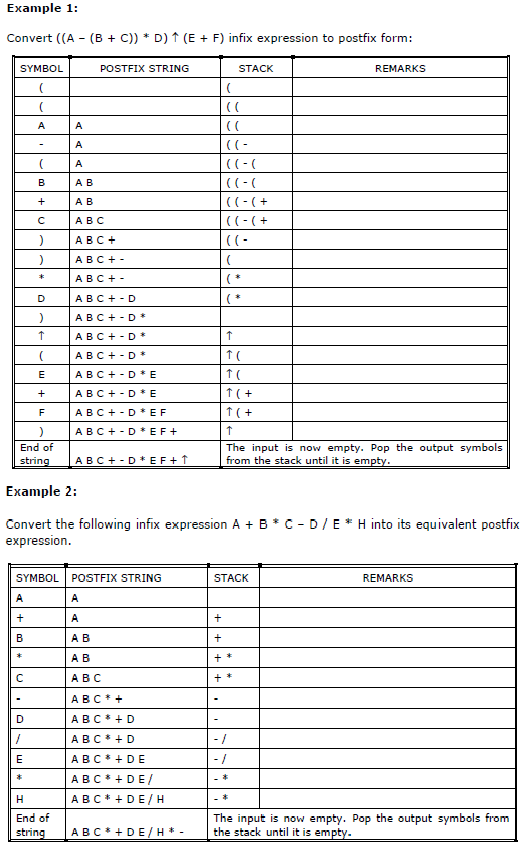 Example 1:
Convert ((A – (B + C)) * D) ↑ (E + F) infix expression to postfix form:
SYMBOL POSTFIX STRING STACK REMARKS
( (
( ( (
A A ( (
- A ( ( -
( A ( ( - (
B A B ( ( - (
+ A B ( ( - ( +
C A B C ( ( - ( +
) A B C + ( ( -
) A B C + - (
* A B C + - ( *
D A B C + - D ( *
) A B C + - D *
↑ A B C + - D * ↑
( A B C + - D * ↑ (
E A B C + - D * E ↑ (
+ A B C + - D * E ↑ ( +
F A B C + - D * E F ↑ ( +
) A B C + - D * E F + ↑
End of string A B C + - D * E F + ↑ The input is now empty. Pop the output symbols
from the stack until it is empty.
Example 2:
Convert the following infix expression A + B * C – D / E * H into its equivalent postfix
expression.
SYMBOL POSTFIX STRING STACK REMARKS
A A
+ A +
B A B +
* A B + *
C A B C + *
- A B C * + -
D A B C * + D -
/ A B C * + D - /
E A B C * + D E - /
* A B C * + D E / - *
H A B C * + D E / H - *
End of string A B C * + D E / H * - The input is now empty. Pop the output symbols from
the stack until it is empty.